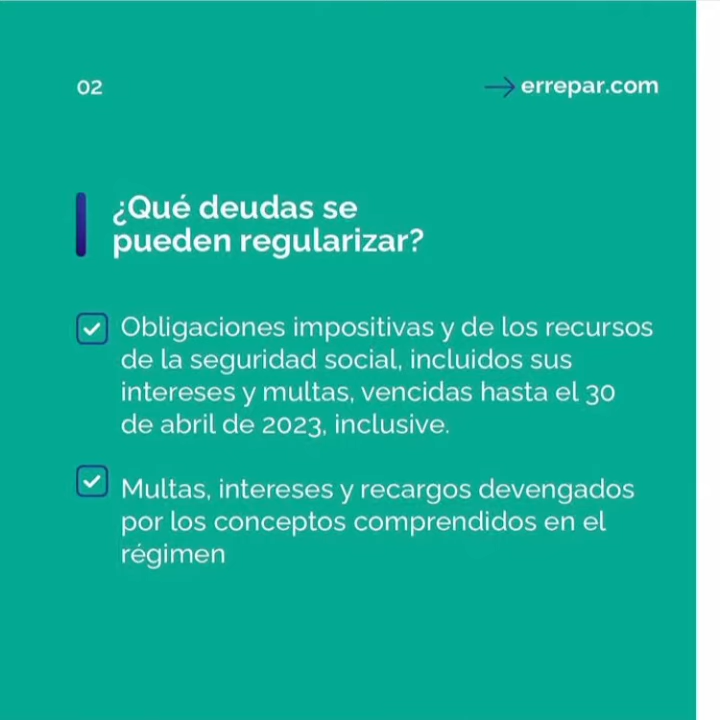 02
errepar.com
¿Qué deudas se
pueden regularizar?
Obligaciones impositivas y de los recursos
de la seguridad social, incluidos sus
intereses y multas, vencidas hasta el 30
de abril de 2023, inclusive.
Multas, intereses y recargos devengados
por los conceptos comprendidos en el
régimen